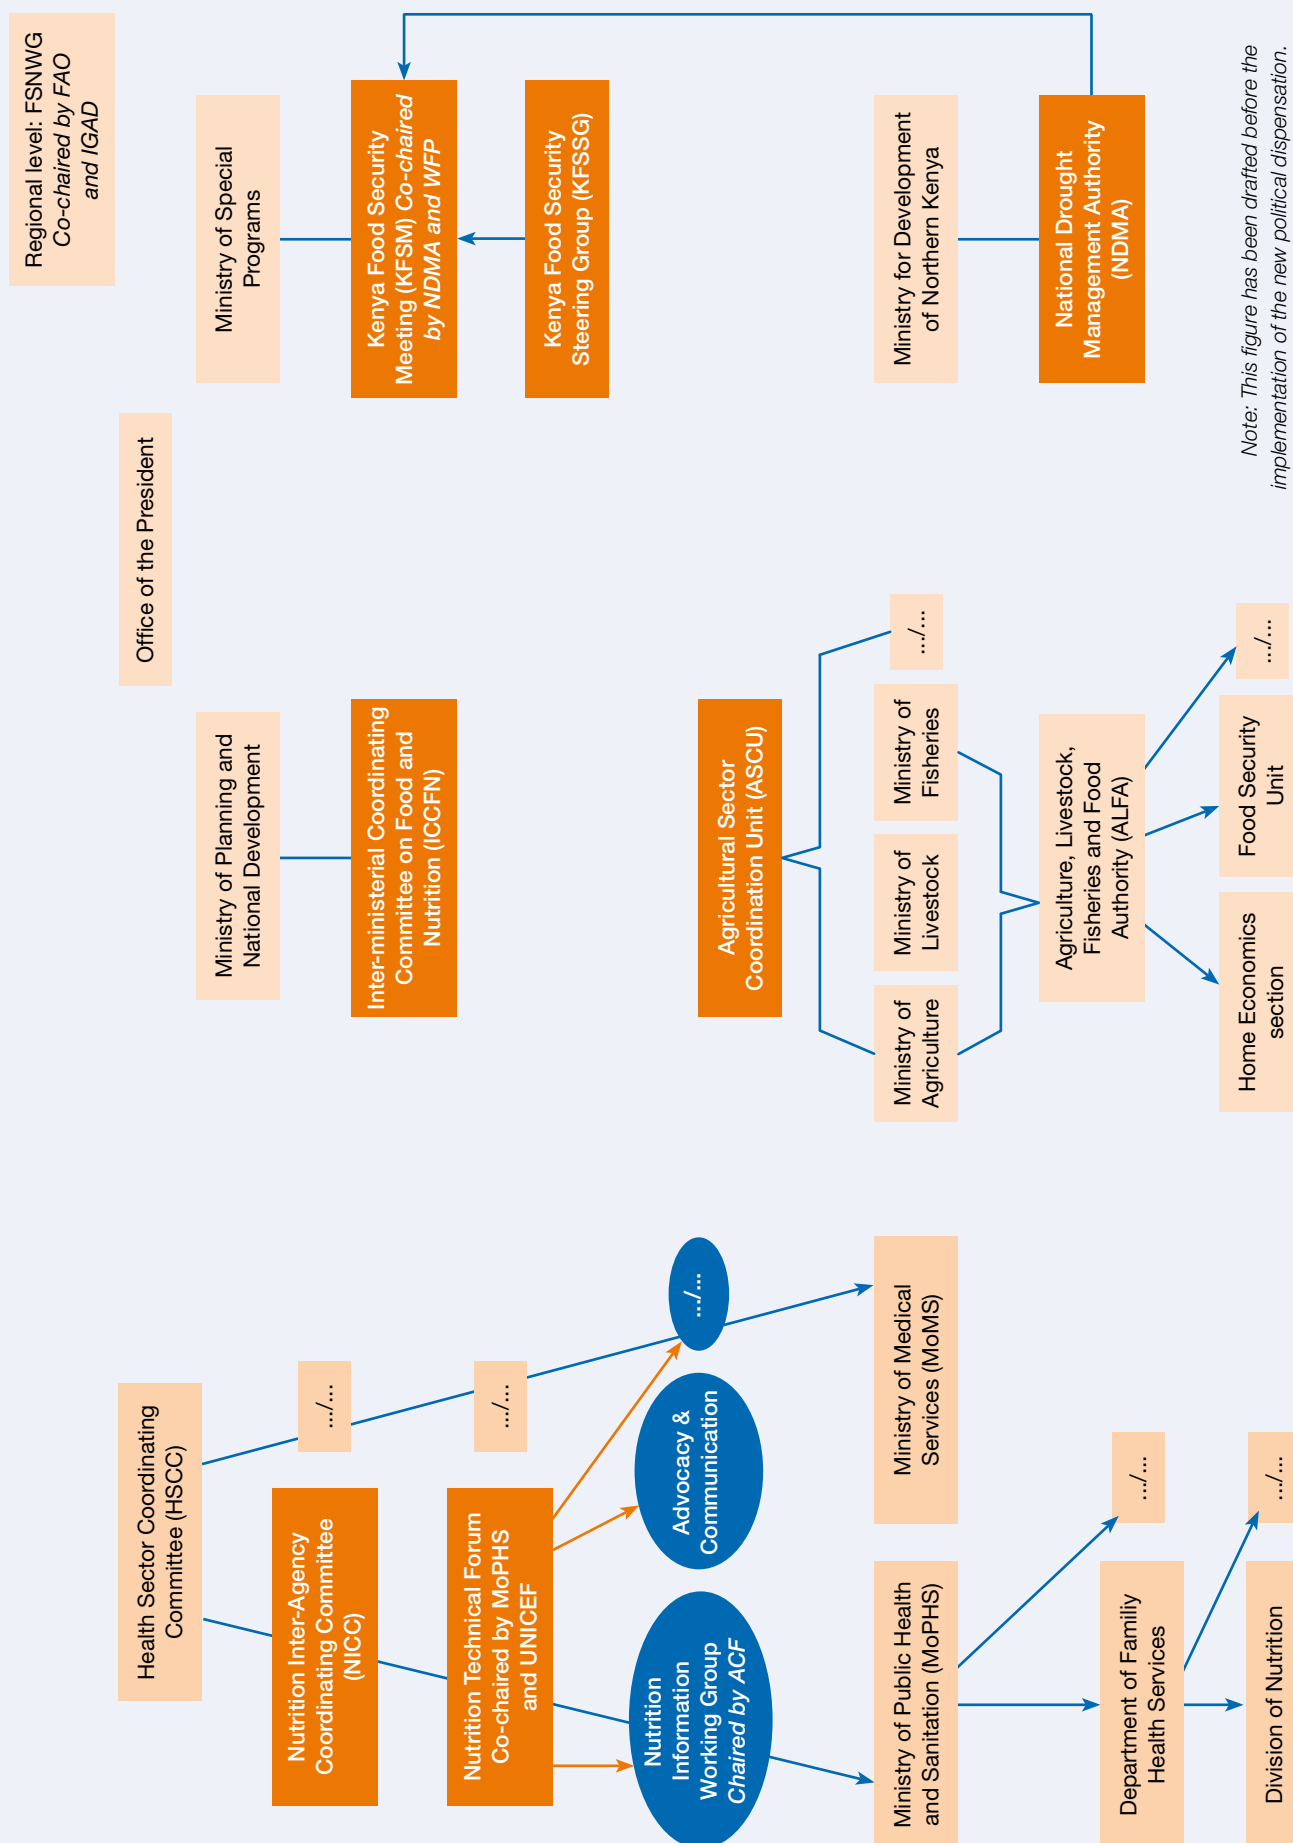 Regional level: FSNWG
Co-chaired by FAO
and IGAD
Office of the President
Health Sector Coordinating
Committee (HSCC)
Ministry of Planning and
National Development
Ministry of Special
Programs
Nutrition Inter-Agency
Coordinating Committee
(NICC)
.../...
Inter-ministerial Coordinating
Committee on Food and
Nutrition (ICCFN)
Kenya Food Security
Meeting (KFSM) Co-chaired
by NDMA and WFP
Nutrition Technical Forum
Co-chaired by MoPHS
and UNICEF
.../...
Kenya Food Security
Steering Group (KFSSG)
Nutrition
Information
Working Group
Chaired by ACF
Advocacy &
Communication
.../...
Agricultural Sector
Coordination Unit (ASCU)
Ministry of Public Health
and Sanitation (MoPHS)
Ministry of Medical
Services (MoMS)
Ministry of
Agriculture
Ministry of
Livestock
Ministry of
Fisheries
.../...
Ministry for Development
of Northern Kenya
Department of Familiy
Health Services
.../...
Agriculture, Livestock,
Fisheries and Food
Authority (ALFA)
National Drought
Management Authority
(NDMA)
Division of Nutrition
.../...
Home Economics
section
Food Security
Unit
.../...
Note: This figure has been drafted before the
implementation of the new political dispensation.